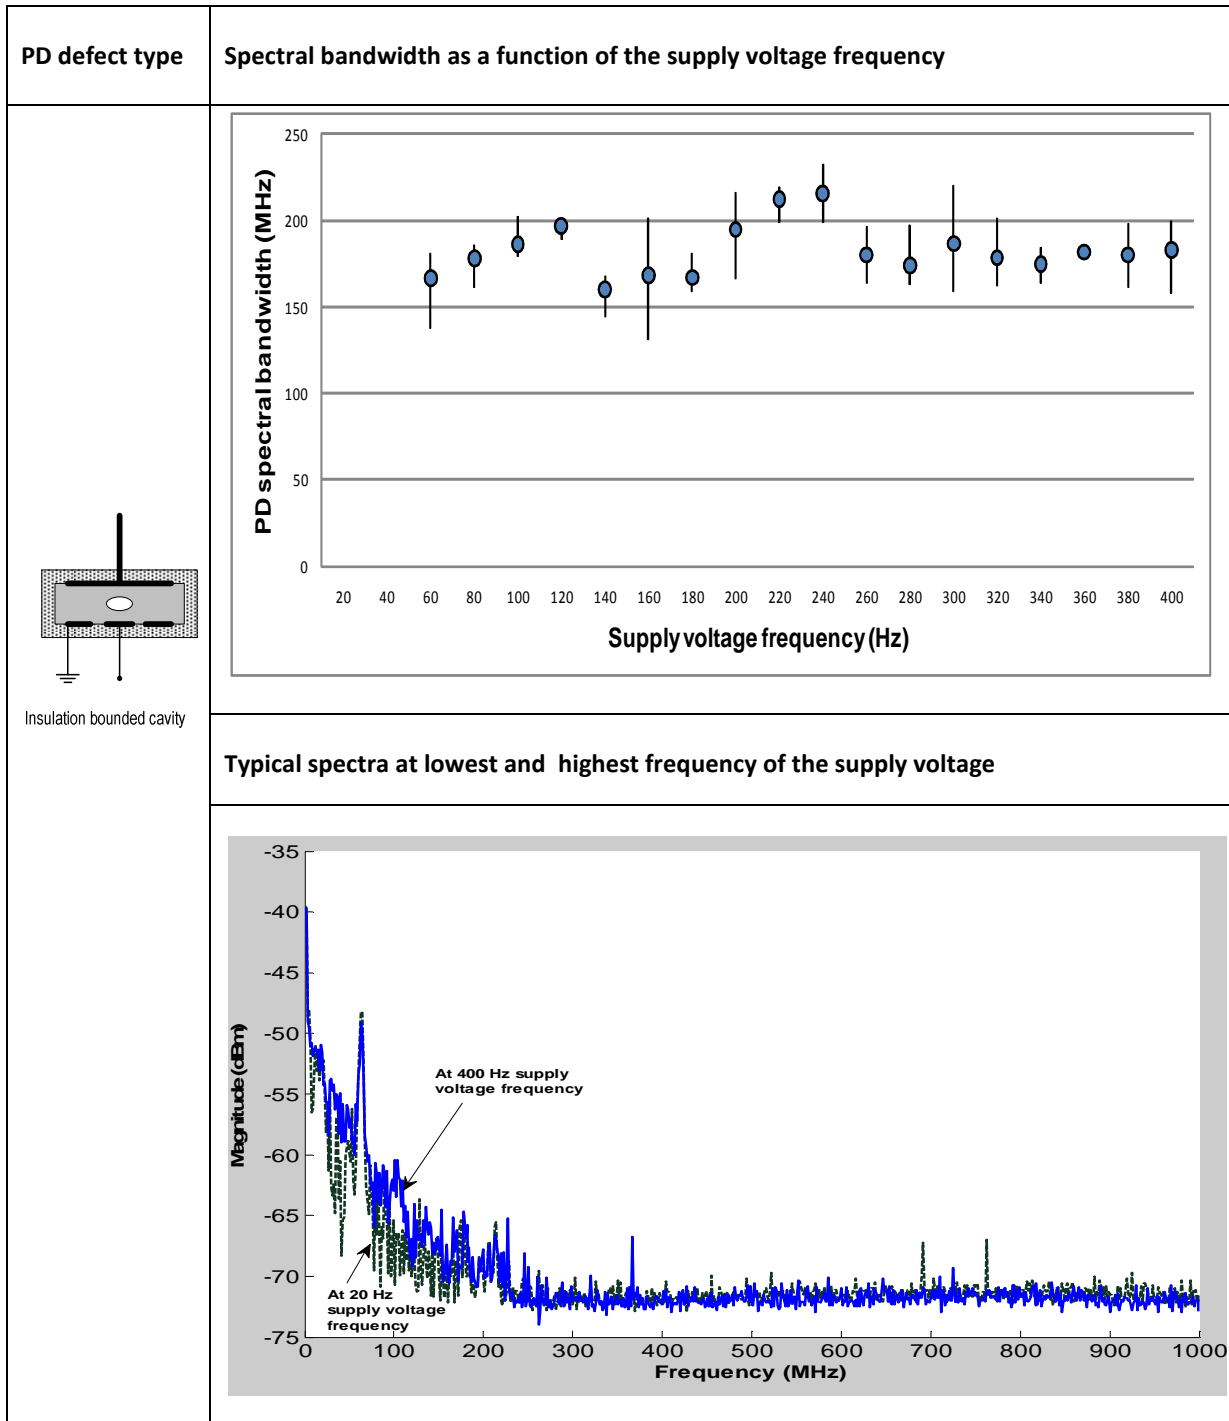 PD defect type
Spectral bandwidth as a function of the supply voltage frequency
PD spectral bandwidth (MHz)
250
200
150
100
50
0
20 40 60 80 100 120 140 160 180 200 220 240 260 280 300 320 340 360 380 400
Supply voltage frequency (Hz)
Insulation bounded cavity
Typical spectra at lowest and highest frequency of the supply voltage
Magnitude (dBm)
-35
-40
-45
-50
-55
-60
-65
-70
-75
At 400 Hz supply
voltage frequency
At 20 Hz
supply voltage
frequency
0 100 200 300 400 500 600 700 800 900 1000
Frequency (MHz)